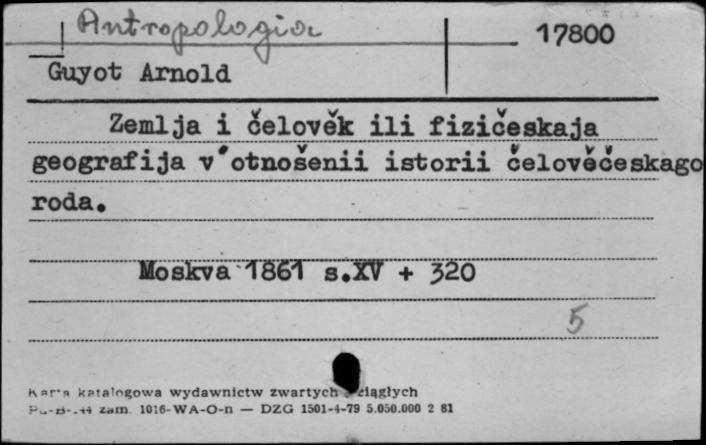 Antropologia 17800
Guyot Arnold
Zemlja i čelověk ili fizičeskaja
geografija v otnošenii istorii čelověčeskago
roda.
Moskva 1861 s.XV + 320
5
Karta katalogowa wydawnictw zwartych i ciągłych
zam. 1016-WA-O-n — DZG 1501-4-79 5.050.000 2 81